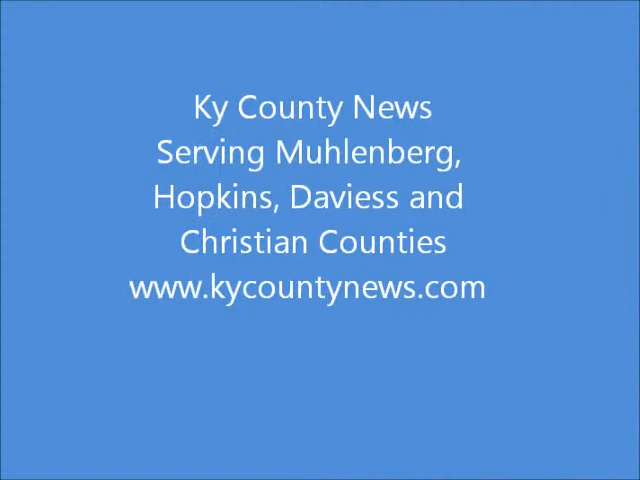 Ky County News
Serving Muhlenberg,
Hopkins, Daviess and
Christian Counties
www.kycountynews.com